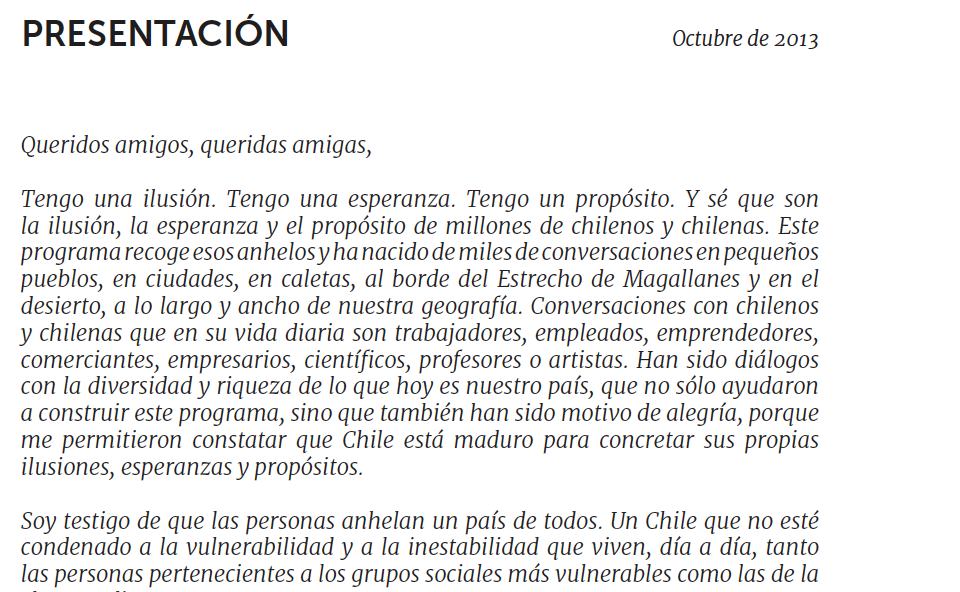 PRESENTACIÓN
Octubre de 2013
Queridos amigos, queridas amigas,
Tengo una ilusión. Tengo una esperanza. Tengo un propósito. Y sé que son
la ilusión, la esperanza y el propósito de millones de chilenos y chilenas. Este
programa recoge esos anhelos y ha nacido de miles de conversaciones en pequeños
pueblos, en ciudades, en caletas, al borde del Estrecho de Magallanes y en el
desierto, a lo largo y ancho de nuestra geografía. Conversaciones con chilenos
y chilenas que en su vida diaria son trabajadores, empleados, emprendedores,
comerciantes, empresarios, científicos, profesores o artistas. Han sido diálogos
con la diversidad y riqueza de lo que hoy es nuestro país, que no sólo ayudaron
a construir este programa, sino que también han sido motivo de alegría, porque
me permitieron constatar que Chile está maduro para concretar sus propias
ilusiones, esperanzas y propósitos.
Soy testigo de que las personas anhelan un país de todos. Un Chile que no esté
condenado a la vulnerabilidad y a la inestabilidad que viven, día a día, tanto
las personas pertenecientes a los grupos sociales más vulnerables como las de la